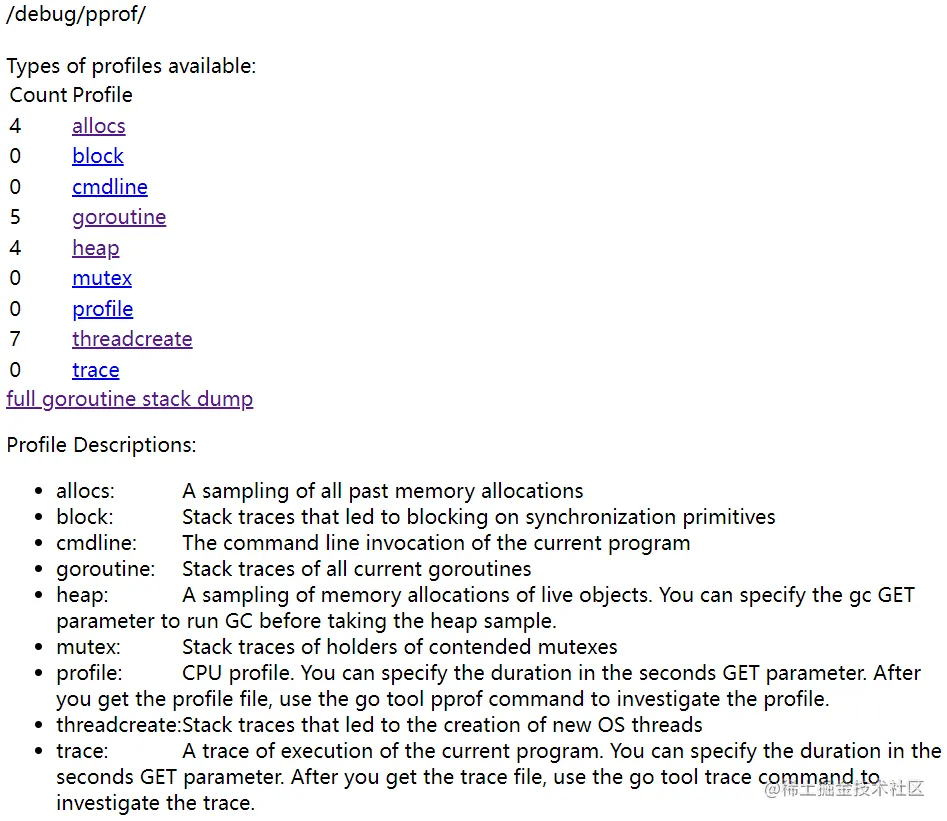 /debug/pprof/
Types of profiles available:
Count Profile
4 allocs
0 block
0 cmdline
5 goroutine
4 heap
0 mutex
0 profile
7 threadcreate
0 trace
full goroutine stack dump
Profile Descriptions:
• allocs: A sampling of all past memory allocations
• block: Stack traces that led to blocking on synchronization primitives
• cmdline: The command line invocation of the current program
• goroutine: Stack traces of all current goroutines
• heap: A sampling of memory allocations of live objects. You can specify the gc GET
parameter to run GC before taking the heap sample.
• mutex: Stack traces of holders of contended mutexes
• profile: CPU profile. You can specify the duration in the seconds GET parameter. After
you get the profile file, use the go tool pprof command to investigate the profile.
• threadcreate:Stack traces that led to the creation of new OS threads
• trace: A trace of execution of the current program. You can specify the duration in the
seconds GET parameter. After you get the trace file, use the go tool trace command to
investigate the trace.
@稀土掘金技术社区